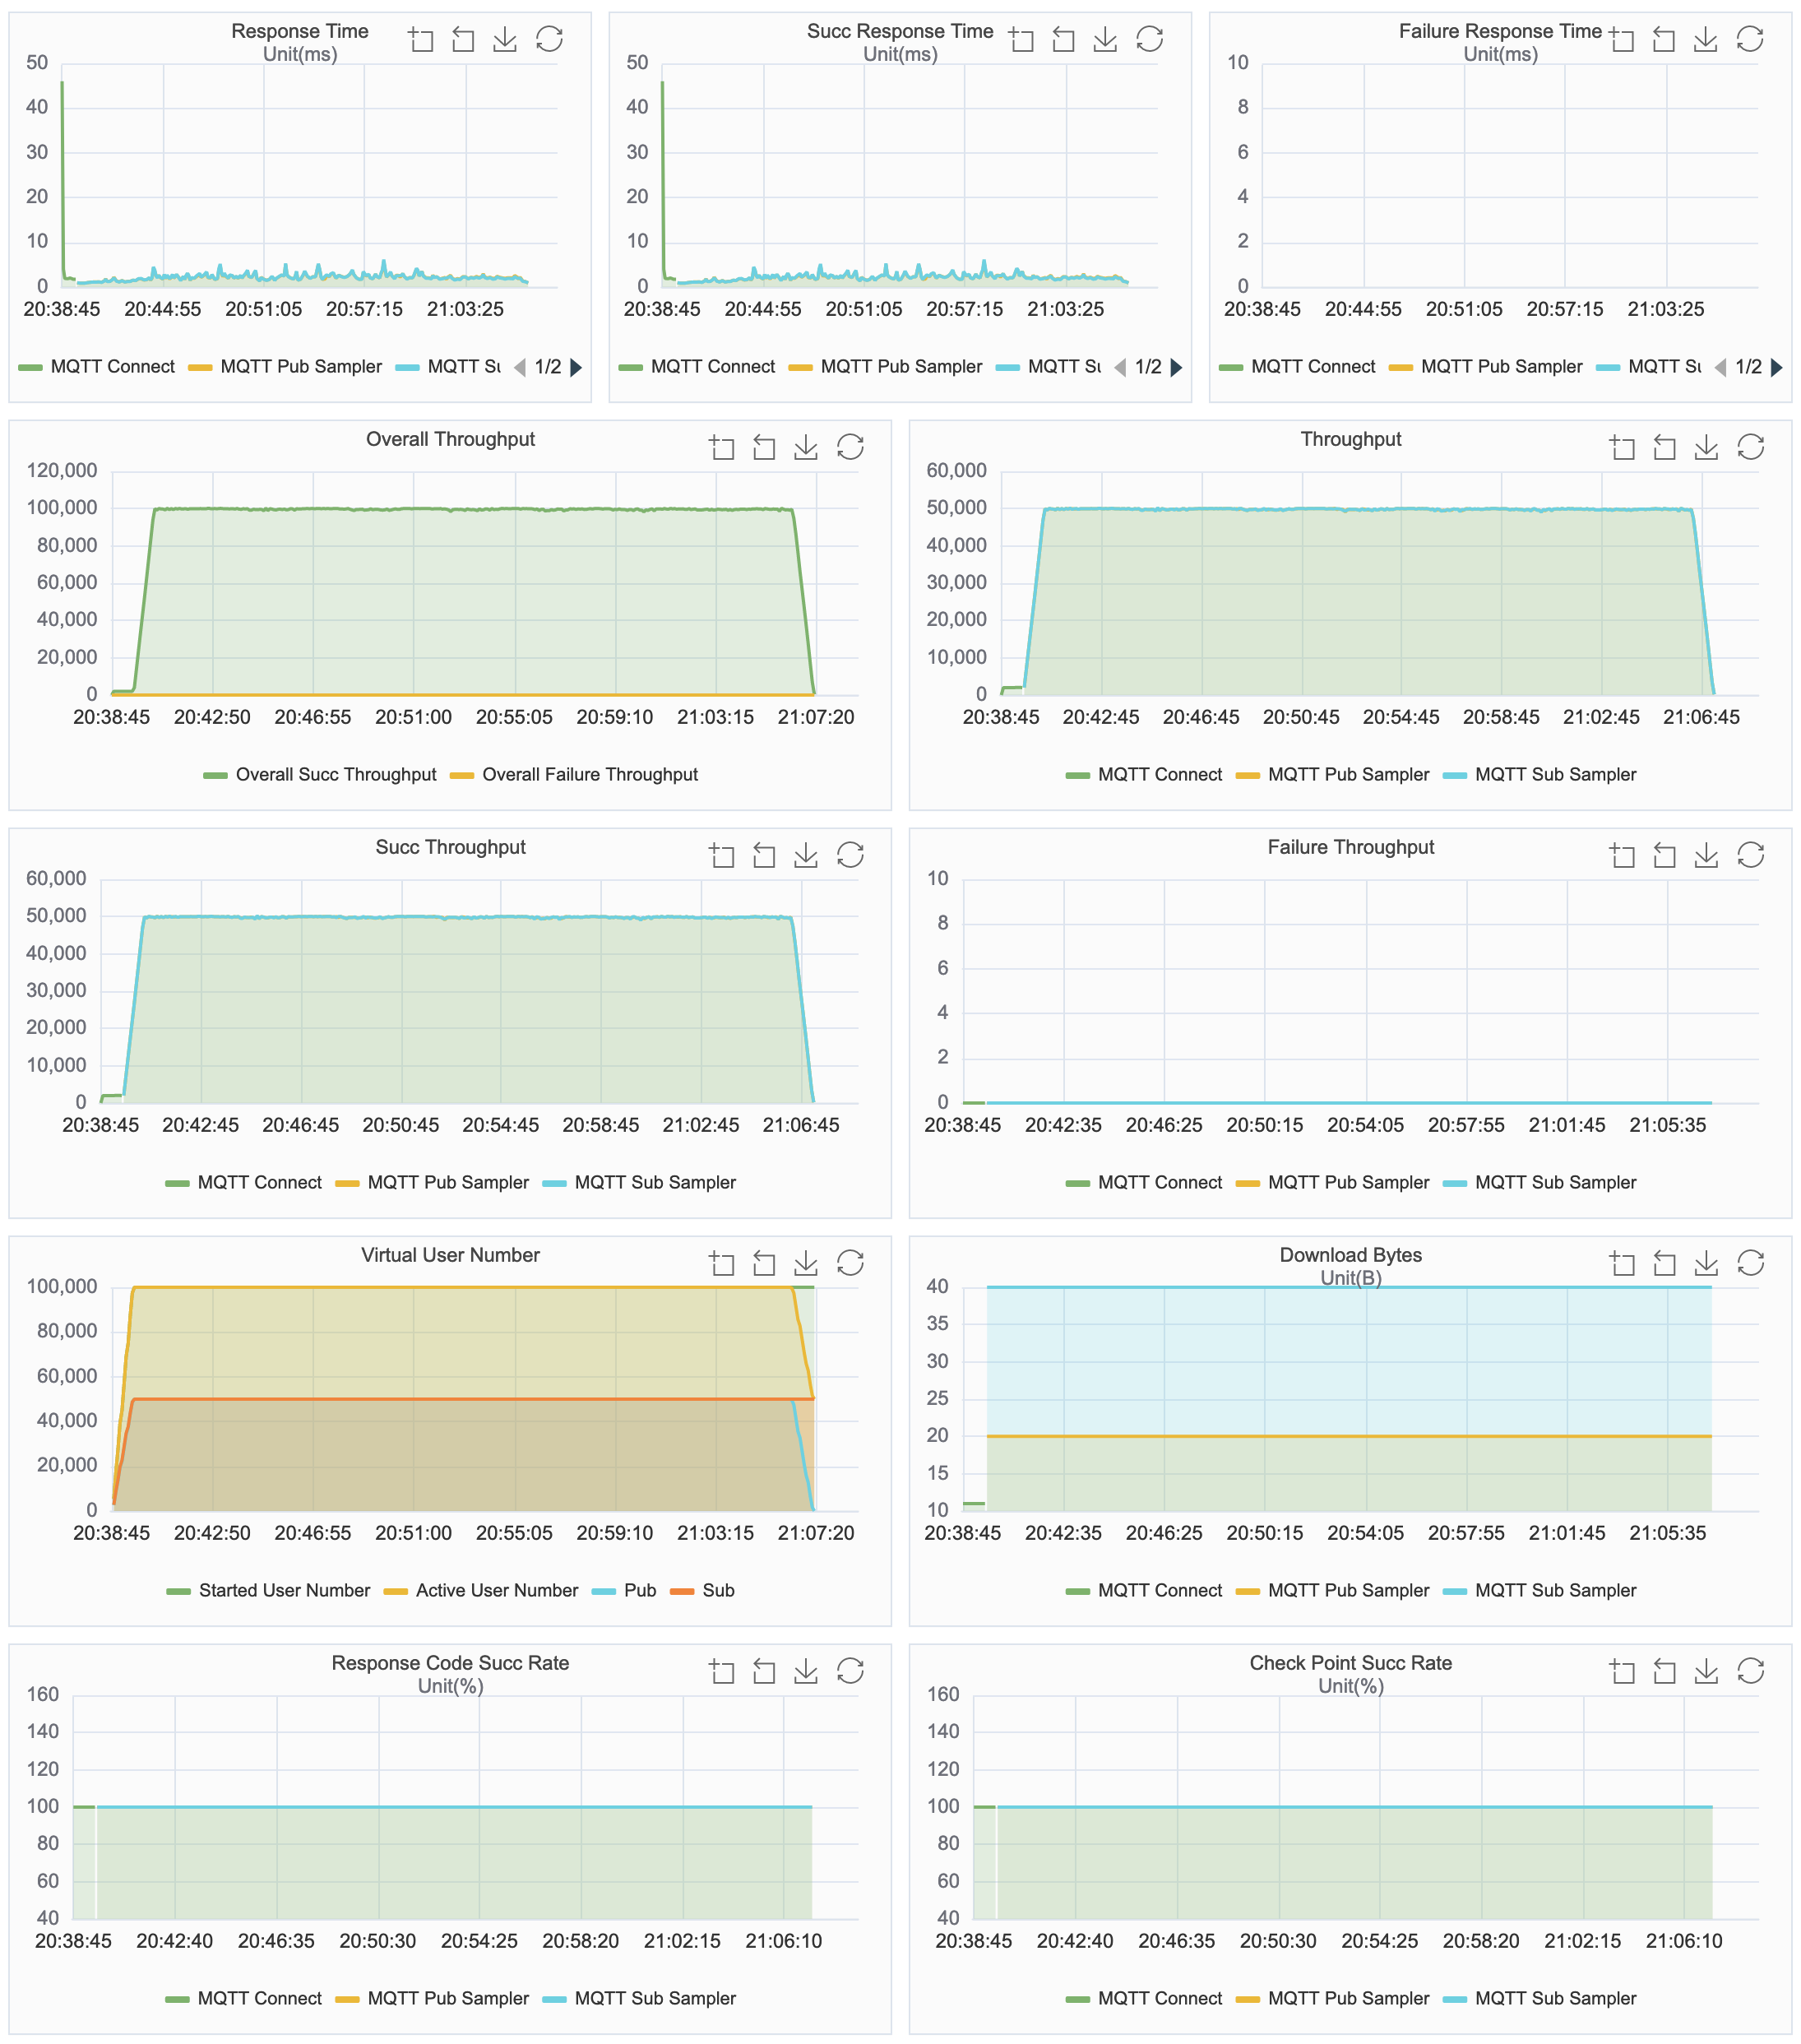 Response Time
Unit(ms)
50
40
30
20
10
0
20:38:45 20:44:55 20:51:05 20:57:15 21:03:25
MQTT Connect MQTT Pub Sampler MQTT Su 1/2
Succ Response Time
Unit(ms)
50
40
30
20
10
0
20:38:45 20:44:55 20:51:05 20:57:15 21:03:25
MQTT Connect MQTT Pub Sampler MQTT Su 1/2
Failure Response Time
Unit(ms)
10
8
6
4
2
0
20:38:45 20:44:55 20:51:05 20:57:15 21:03:25
MQTT Connect MQTT Pub Sampler MQTT Su 1/2
Overall Throughput
120,000
100,000
80,000
60,000
40,000
20,000
0
20:38:45 20:42:50 20:46:55 20:51:00 20:55:05 20:59:10 21:03:15 21:07:20
Overall Succ Throughput Overall Failure Throughput
Throughput
60,000
50,000
40,000
30,000
20,000
10,000
0
20:38:45 20:42:45 20:46:45 20:50:45 20:54:45 20:58:45 21:02:45 21:06:45
MQTT Connect MQTT Pub Sampler MQTT Sub Sampler
Succ Throughput
60,000
50,000
40,000
30,000
20,000
10,000
0
20:38:45 20:42:45 20:46:45 20:50:45 20:54:45 20:58:45 21:02:45 21:06:45
MQTT Connect MQTT Pub Sampler MQTT Sub Sampler
Failure Throughput
10
8
6
4
2
0
20:38:45 20:42:35 20:46:25 20:50:15 20:54:05 20:57:55 21:01:45 21:05:35
MQTT Connect MQTT Pub Sampler MQTT Sub Sampler
Virtual User Number
100,000
80,000
60,000
40,000
20,000
0
20:38:45 20:42:50 20:46:55 20:51:00 20:55:05 20:59:10 21:03:15 21:07:20
Started User Number Active User Number Pub Sub
Download Bytes
Unit(B)
40
35
30
25
20
15
10
20:38:45 20:42:35 20:46:25 20:50:15 20:54:05 20:57:55 21:01:45 21:05:35
MQTT Connect MQTT Pub Sampler MQTT Sub Sampler
Response Code Succ Rate
Unit(%)
160
140
120
100
80
60
40
20:38:45 20:42:40 20:46:35 20:50:30 20:54:25 20:58:20 21:02:15 21:06:10
MQTT Connect MQTT Pub Sampler MQTT Sub Sampler
Check Point Succ Rate
Unit(%)
160
140
120
100
80
60
40
20:38:45 20:42:40 20:46:35 20:50:30 20:54:25 20:58:20 21:02:15 21:06:10
MQTT Connect MQTT Pub Sampler MQTT Sub Sampler